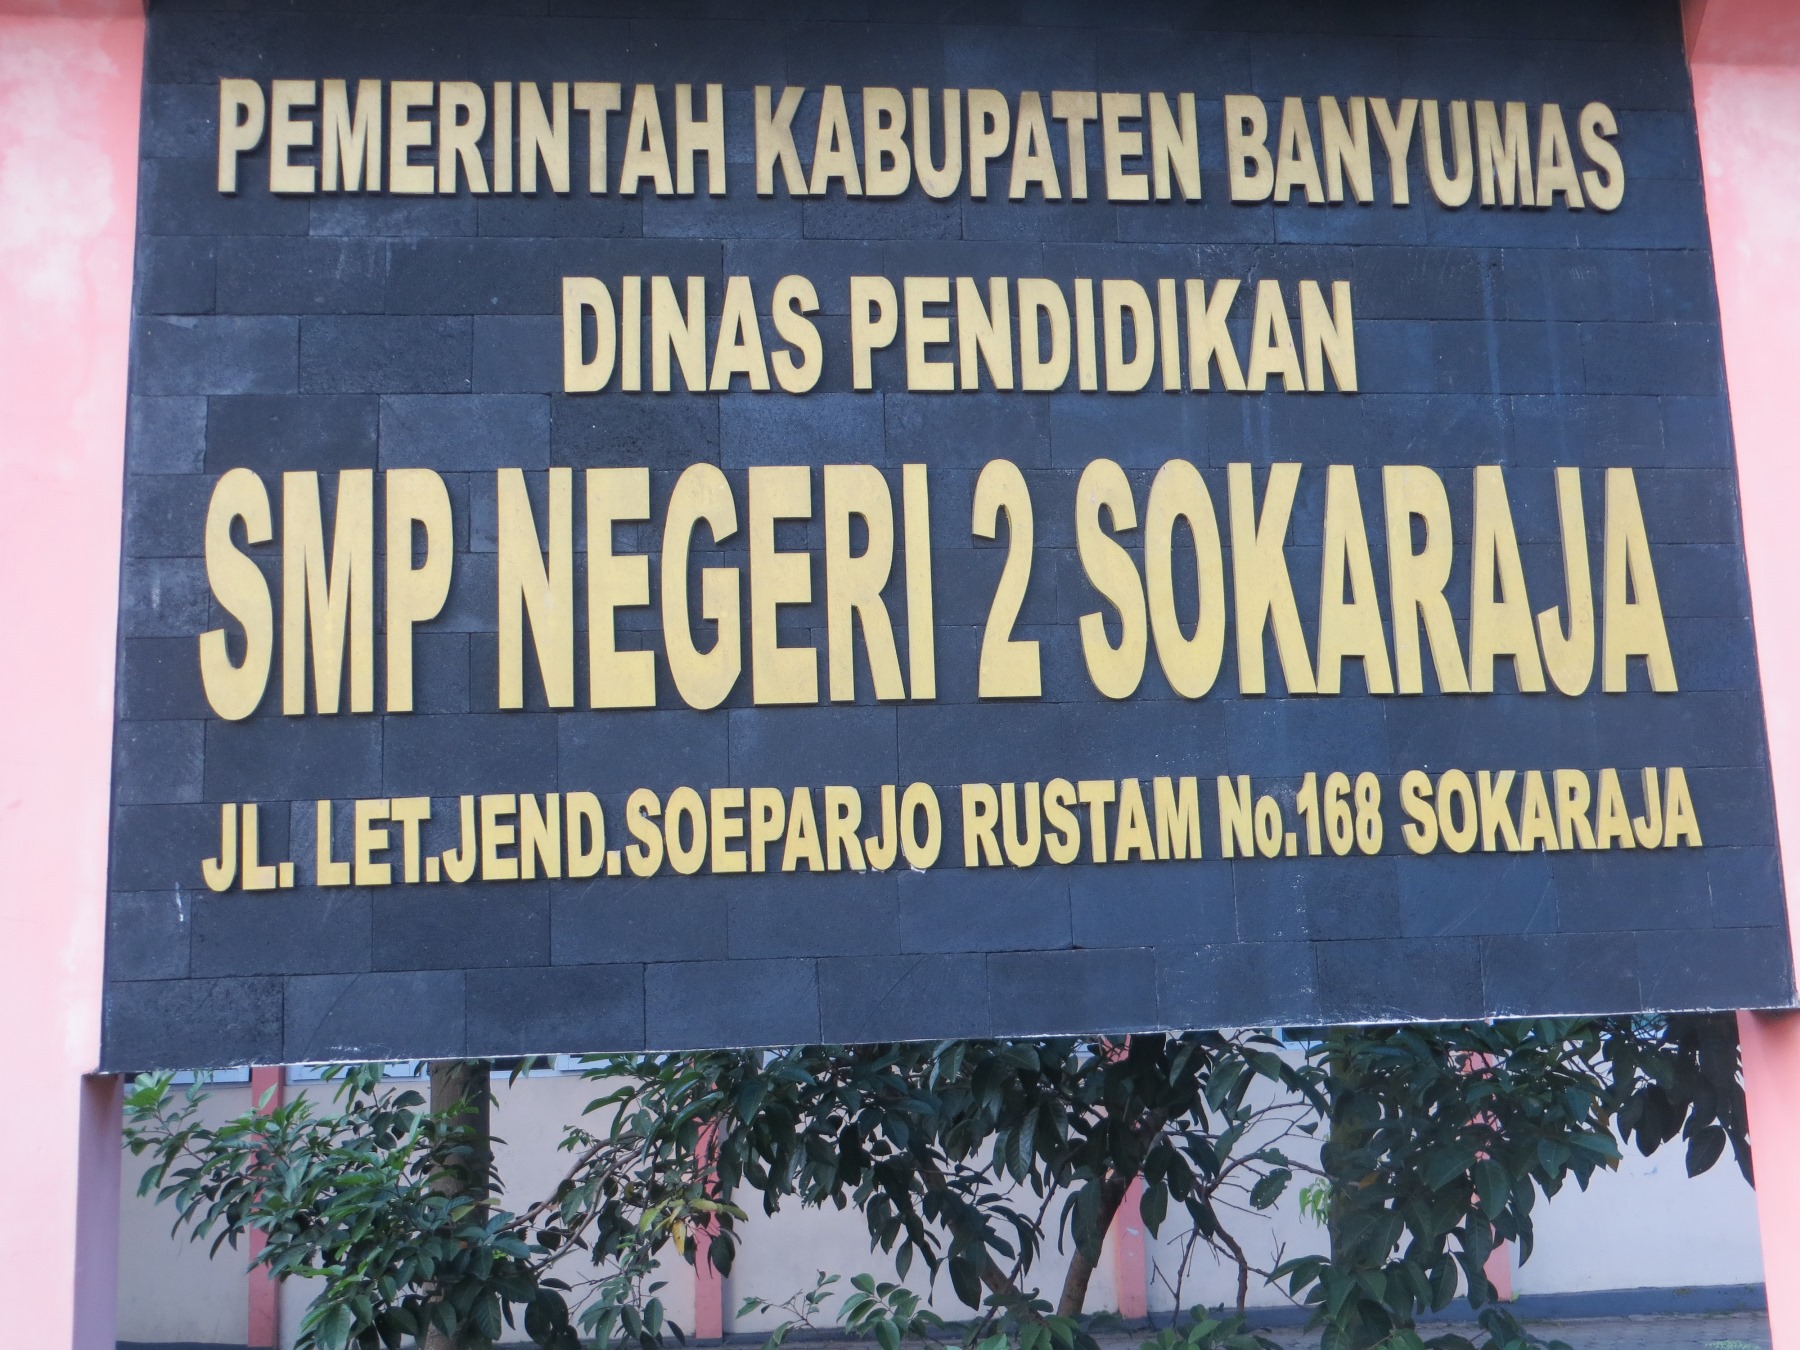 PEMERINTAH KABUPATEN BANYUMAS
DINAS PENDIDIKAN
SMP NEGERI 2 SOKARAJA
JL. LET.JEND.SOEPARJO RUSTAM No.168 SOKARAJA